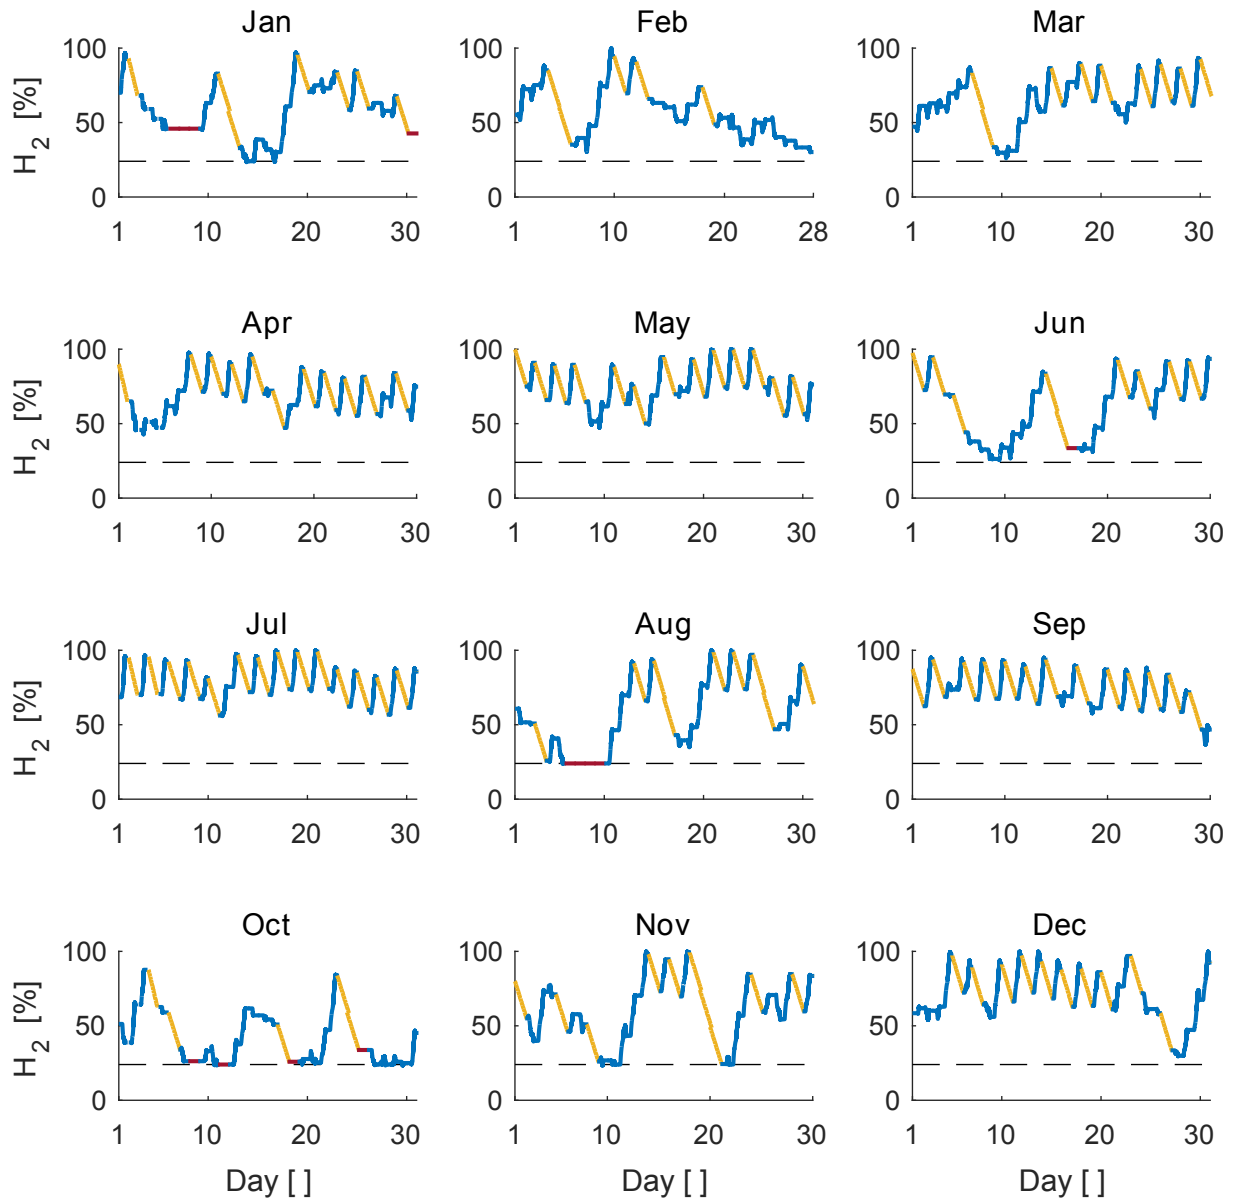 Jan Feb Mar
H2 [%] 100 50 0 100 50 0 100 50 0
1 10 20 30 1 10 20 28 1 10 20 30
Apr May Jun
H2 [%] 100 50 0 100 50 0 100 50 0
1 10 20 30 1 10 20 30 1 10 20 30
Jul Aug Sep
H2 [%] 100 50 0 100 50 0 100 50 0
1 10 20 30 1 10 20 30 1 10 20 30
Oct Nov Dec
H2 [%] 100 50 0 100 50 0 100 50 0
1 10 20 30 1 10 20 30 1 10 20 30
Day [ ] Day [ ] Day [ ]